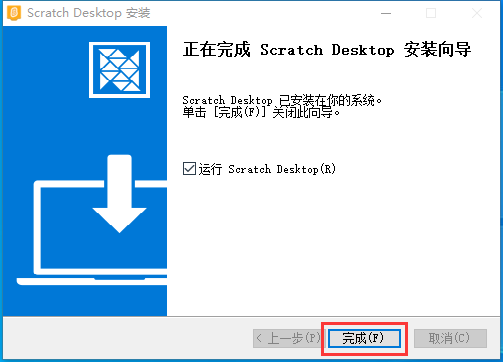 Scratch Desktop 安装
正在完成 Scratch Desktop 安装向导
Scratch Desktop 已安装在你的系统。
单击 [完成(F)] 关闭此向导。
运行 Scratch Desktop(R)
< 上一步(P)
完成(F)
取消(C)